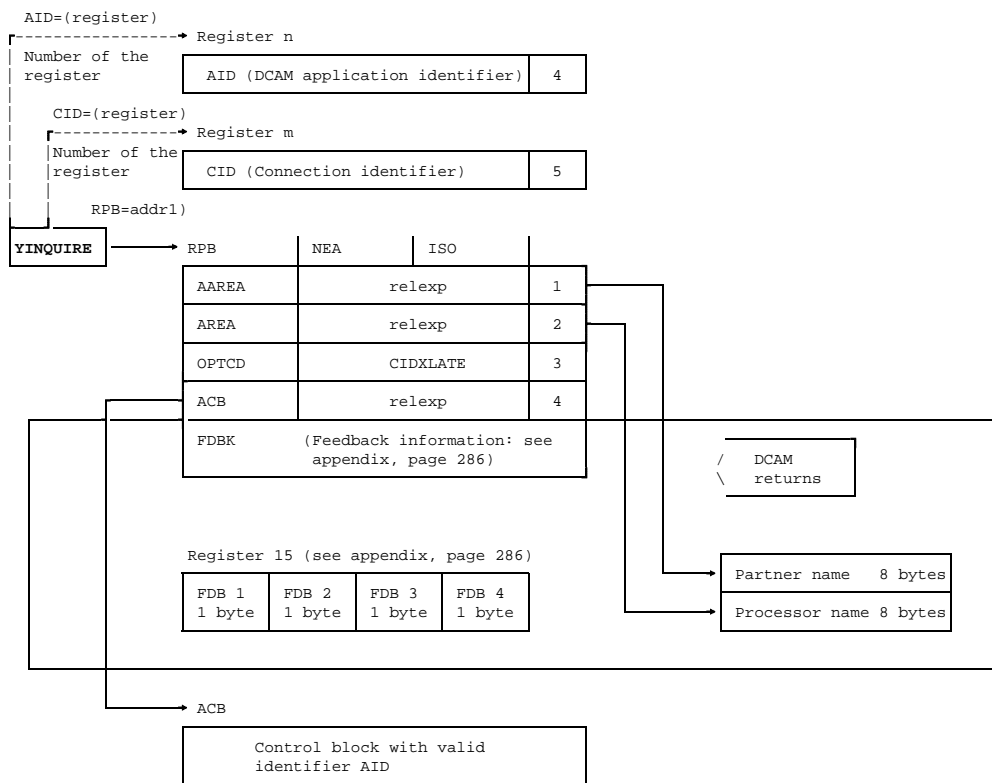 AID=(register)
Register n
Number of the
register
AID (DCAM application identifier) 4
CID=(register)
Register m
Number of the
register
CID (Connection identifier) 5
RPB=addr1)
YINQUIRE RPB NEA ISO
AAREA relexp 1
AREA relexp 2
OPTCD CIDXLATE 3
ACB relexp 4
FDBK (Feedback information: see
appendix, page 286)
/ DCAM
\ returns
Register 15 (see appendix, page 286)
FDB 1 FDB 2 FDB 3 FDB 4
1 byte 1 byte 1 byte 1 byte
Partner name 8 bytes
Processor name 8 bytes
ACB
Control block with valid
identifier AID